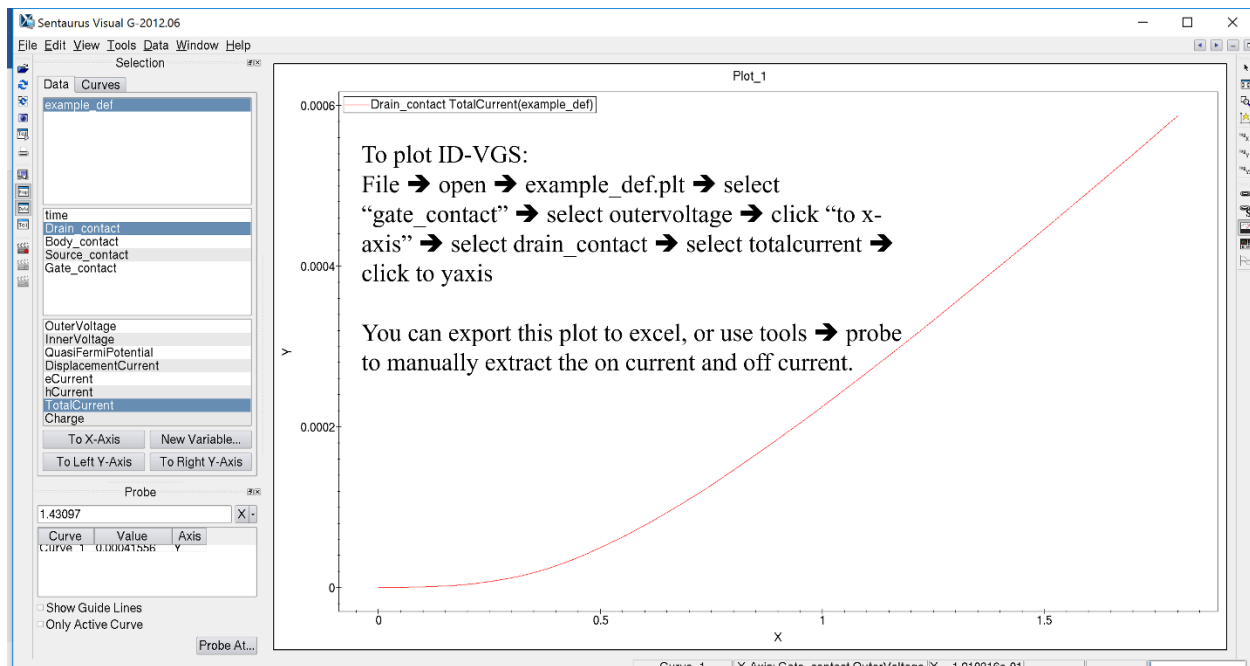 Sentaurus Visual G-2012.06
File Edit View Tools Data Window Help
Selection
Data Curves
example_def
time
Drain_contact
Body_contact
Source_contact
Gate_contact
OuterVoltage
InnerVoltage
QuasiFermiPotential
DisplacementCurrent
eCurrent
hCurrent
TotalCurrent
Charge
To X-Axis New Variable...
To Left Y-Axis To Right Y-Axis
Probe
1.43097 X
Curve Value Axis
Curve_1 0.00041556 Y
Show Guide Lines
Only Active Curve
Probe At...
Plot_1
Drain_contact TotalCurrent(example_def)
To plot ID-VGS:
File ➔ open ➔ example_def.plt ➔ select
“gate_contact” ➔ select outervoltage ➔ click “to x-
axis” ➔ select drain_contact ➔ select totalcurrent ➔
click to yaxis
You can export this plot to excel, or use tools ➔ probe
to manually extract the on current and off current.
Y
0.0006
0.0004
0.0002
0
0 0.5 1 1.5
X
Curve_1 X-Axis: Gate_contact OuterVoltage X